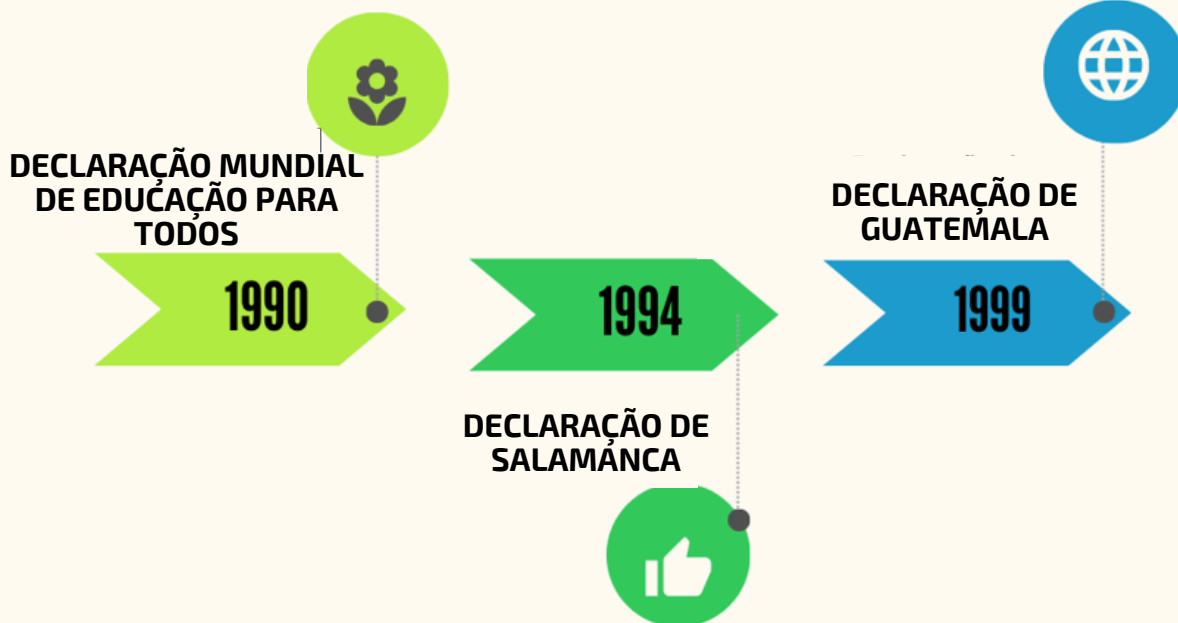 DECLARAÇÃO MUNDIAL
DE EDUCAÇÃO PARA
TODOS
1990
1994
DECLARAÇÃO DE
SALAMANCA
DECLARAÇÃO DE
GUATEMALA
1999